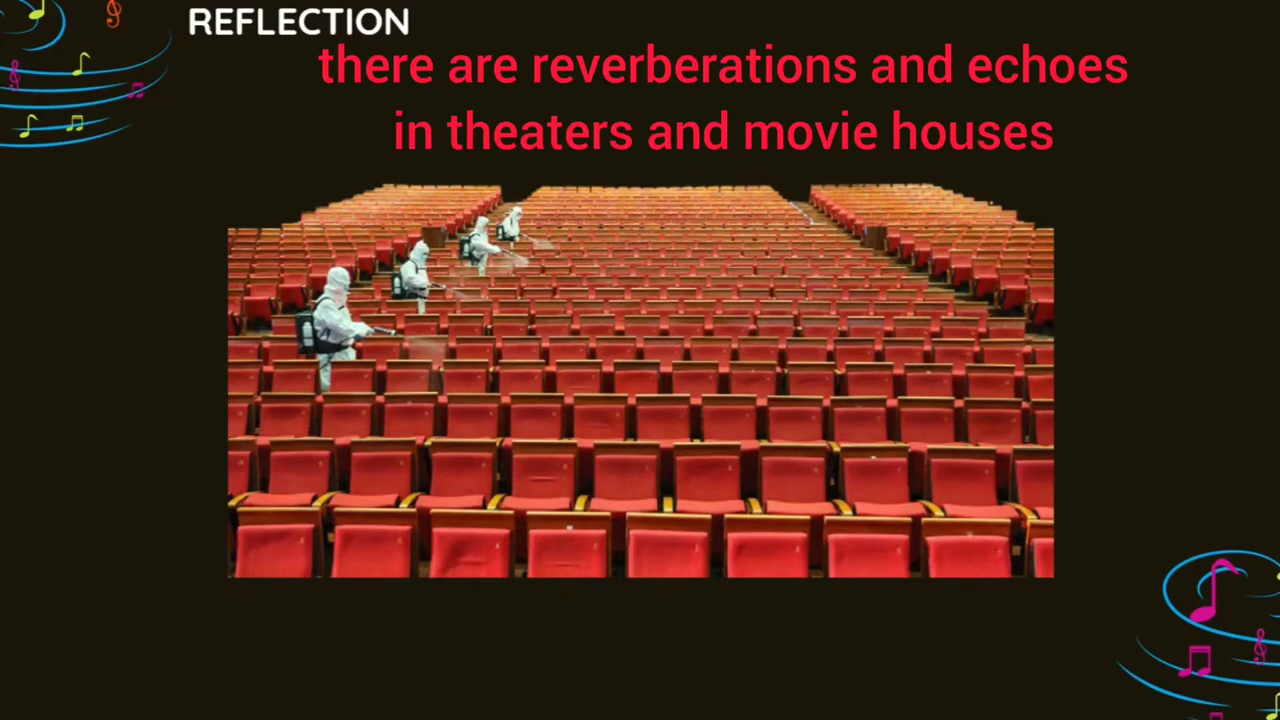 REFLECTION
there are reverberations and echoes
in theaters and movie houses